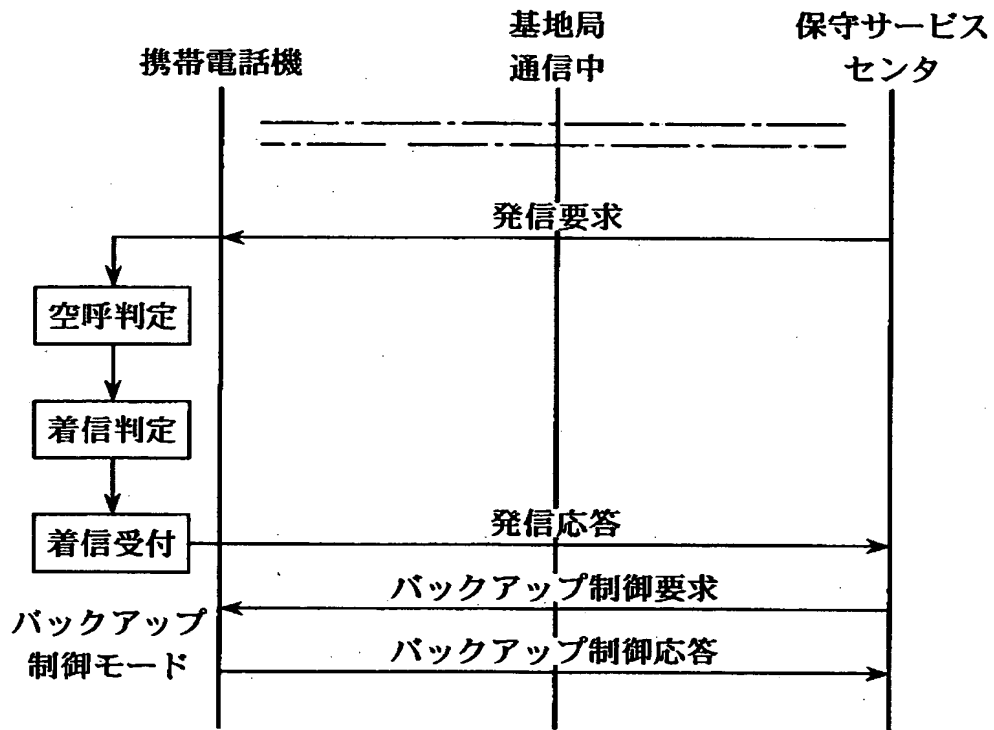 携帯電話機
基地局
通信中
保守サービス
センタ
発信要求
空呼判定
着信判定
着信受付
発信応答
バックアップ制御要求
バックアップ
制御モード
バックアップ制御応答